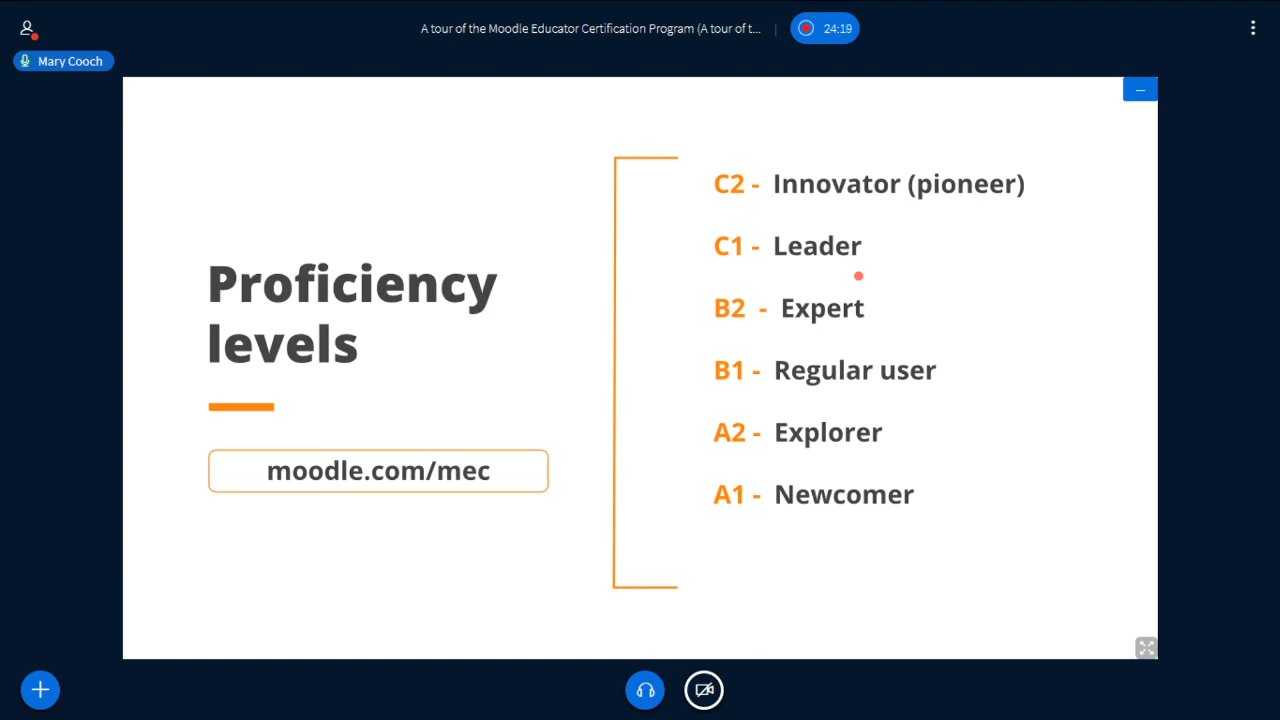 A tour of the Moodle Educator Certification Program (A tour of t...
24:19
Mary Cooch
Proficiency
levels
moodle.com/mec
C2 - Innovator (pioneer)
C1 - Leader
B2 - Expert
B1 - Regular user
A2 - Explorer
A1 - Newcomer